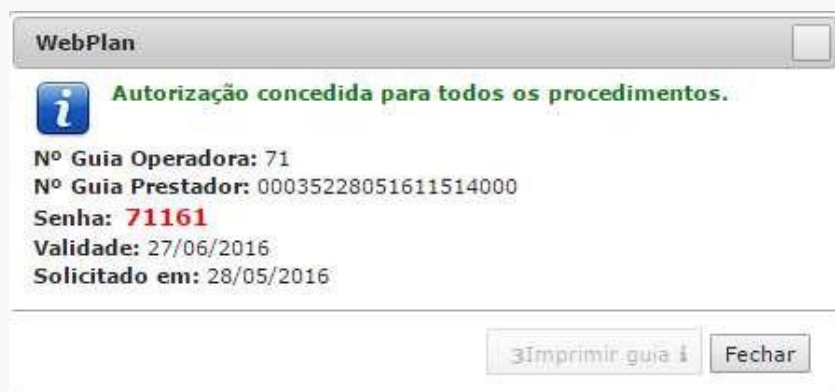 WebPlan
Autorização concedida para todos os procedimentos.
Nº Guia Operadora: 71
Nº Guia Prestador: 00035228051611514000
Senha: 71161
Validade: 27/06/2016
Solicitado em: 28/05/2016
3Imprimir guia i Fechar